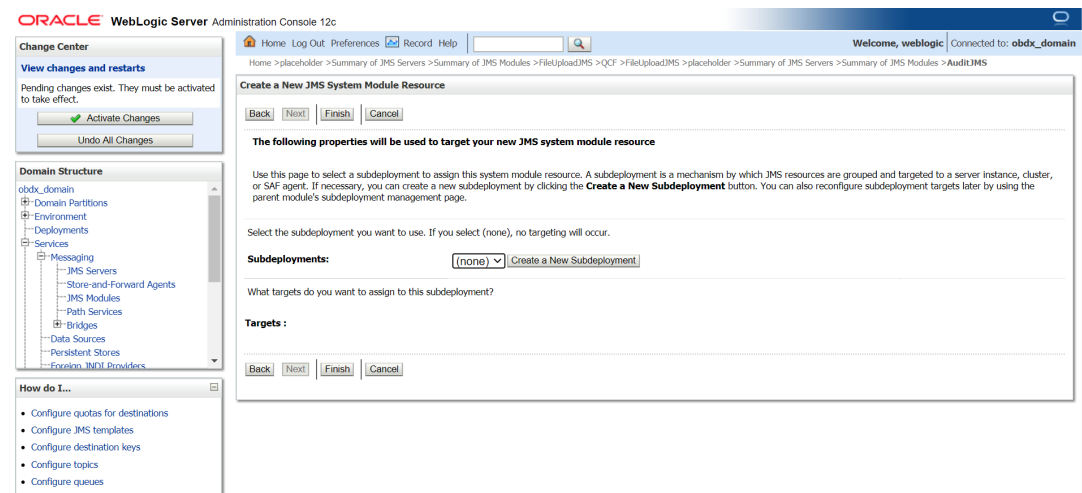 ORACLE WebLogic Server Administration Console 12c
Change Center
View changes and restarts
Pending changes exist. They must be activated
to take effect.
Activate Changes
Undo All Changes
Domain Structure
obdx_domain
Domain Partitions
Environment
Deployments
Services
Messaging
JMS Servers
Store-and-Forward Agents
JMS Modules
Path Services
Bridges
Data Sources
Persistent Stores
Foreign JNDI Providers
How do I...
Configure quotas for destinations
Configure JMS templates
Configure destination keys
Configure topics
Configure queues
Home Log Out Preferences Record Help
Welcome, weblogic Connected to: obdx_domain
Home >placeholder >Summary of JMS Servers >Summary of JMS Modules >FileUploadJMS >QCF >FileUploadJMS >placeholder >Summary of JMS Servers >Summary of JMS Modules >AuditJMS
Create a New JMS System Module Resource
Back Next Finish Cancel
The following properties will be used to target your new JMS system module resource
Use this page to select a subdeployment to assign this system module resource. A subdeployment is a mechanism by which JMS resources are grouped and targeted to a server instance, cluster,
or SAF agent. If necessary, you can create a new subdeployment by clicking the Create a New Subdeployment button. You can also reconfigure subdeployment targets later by using the
parent module's subdeployment management page.
Select the subdeployment you want to use. If you select (none), no targeting will occur.
Subdeployments: (none) Create a New Subdeployment
What targets do you want to assign to this subdeployment?
Targets :
Back Next Finish Cancel